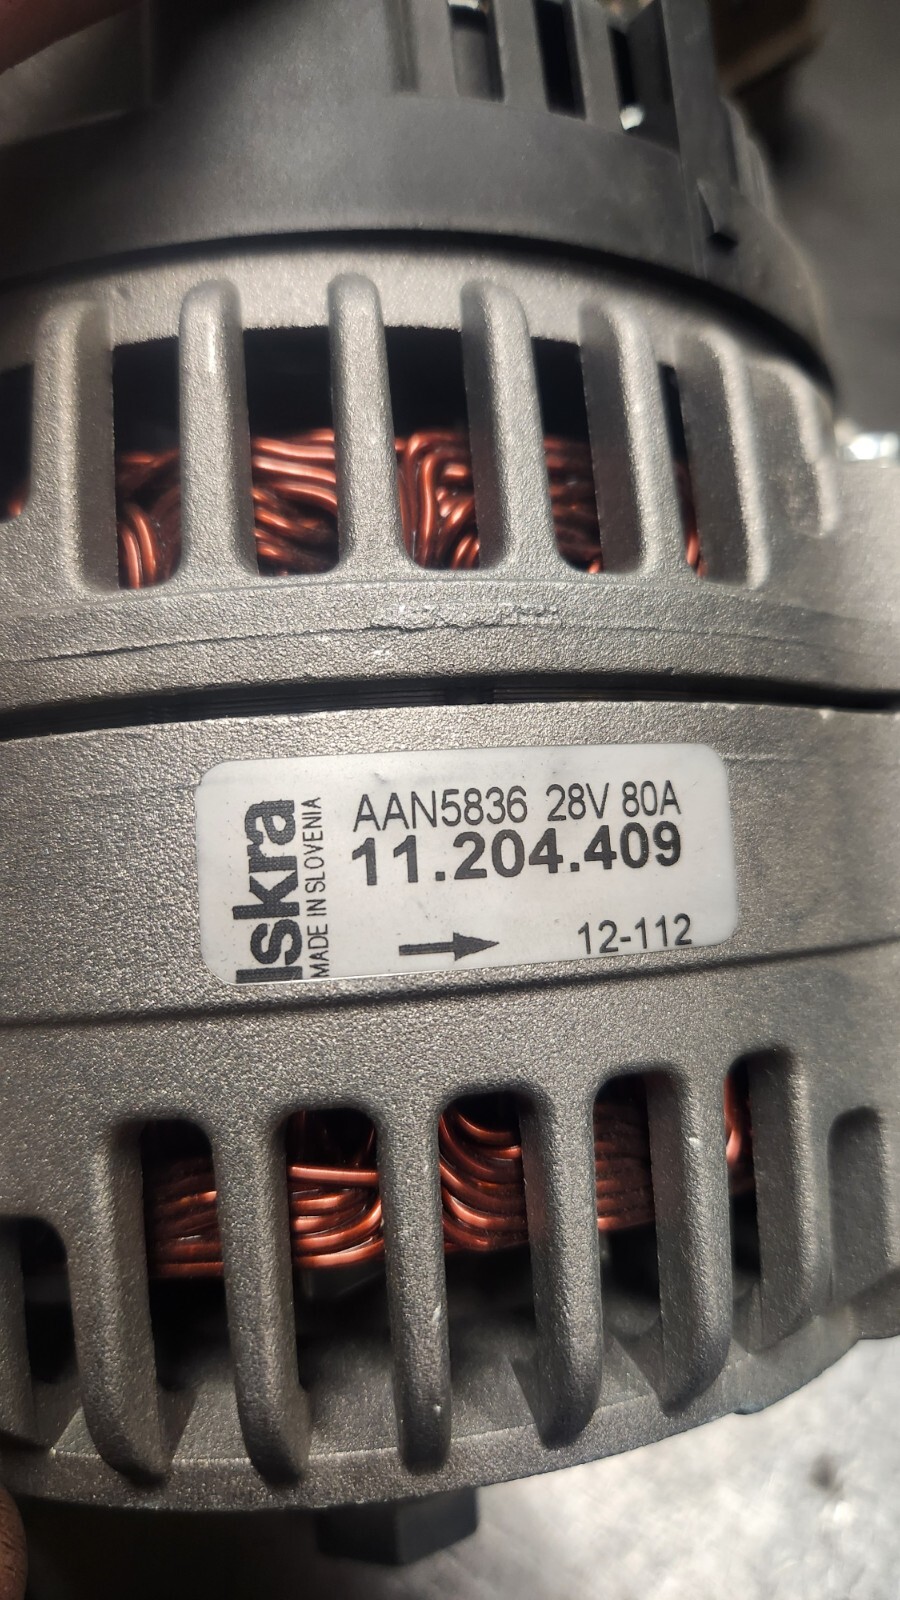 Iskra
MADE IN SLOVENIA
AAN5836 28V 80A
11.204.409
12-112